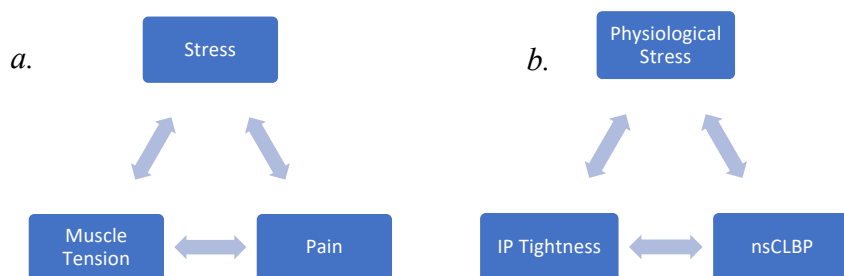 a.
Stress
Muscle
Tension
Pain
b.
Physiological
Stress
IP Tightness
nsCLBP